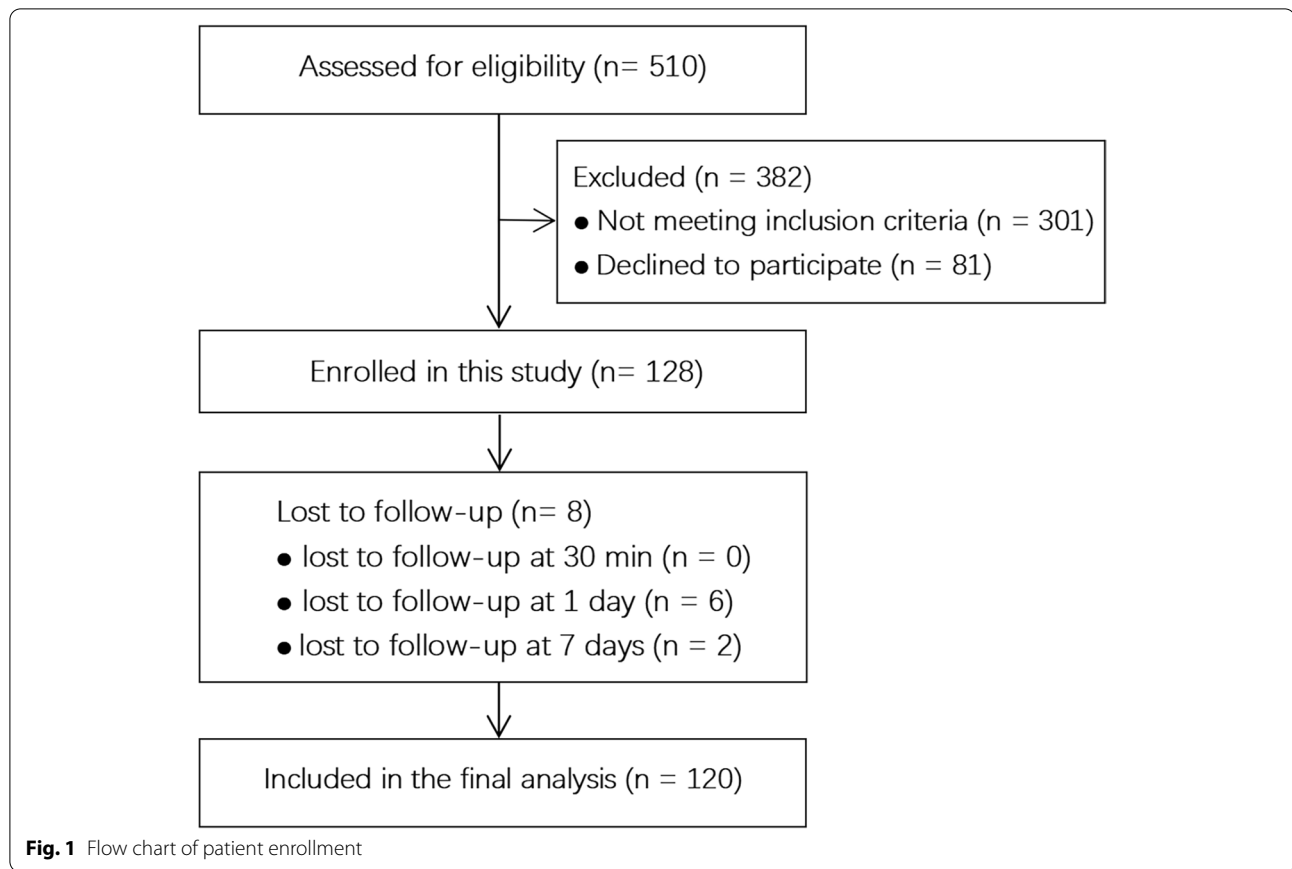 Assessed for eligibility (n= 510)
Excluded (n = 382)
● Not meeting inclusion criteria (n = 301)
● Declined to participate (n = 81)
Enrolled in this study (n= 128)
Lost to follow-up (n= 8)
● lost to follow-up at 30 min (n = 0)
● lost to follow-up at 1 day (n = 6)
● lost to follow-up at 7 days (n = 2)
Included in the final analysis (n = 120)
Fig. 1 Flow chart of patient enrollment